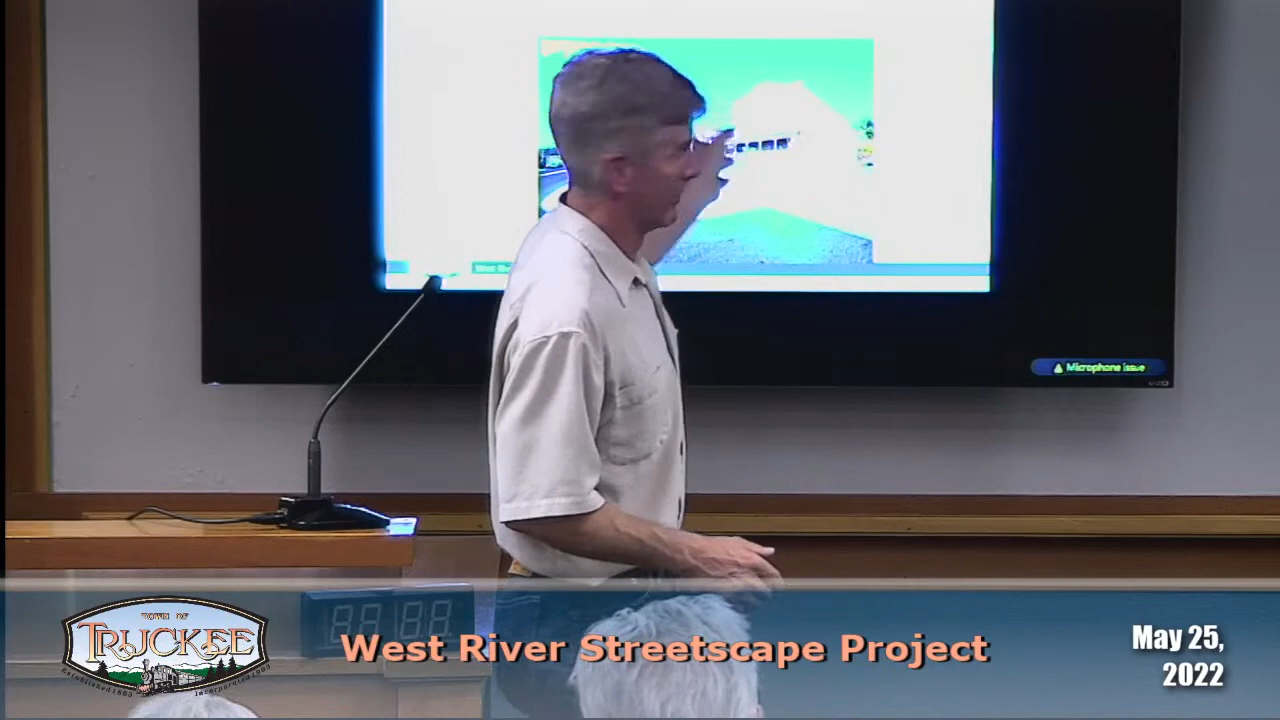 Microphone issue
TOWN OF
TRUCKEE
Established 1863
Incorporated 1993
West River Streetscape Project
May 25,
2022